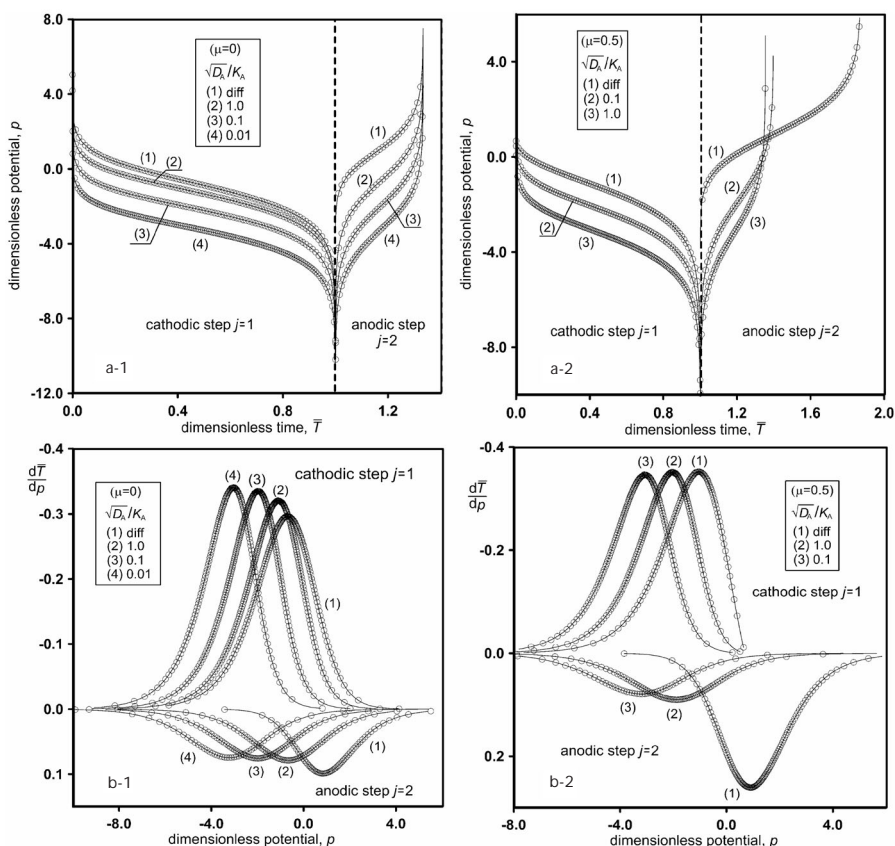 8.0
4.0
0.0
-4.0
-8.0
-12.0
dimensionless potential, p
(μ=0)
√D_A/K_A
(1) diff
(2) 1.0
(3) 0.1
(4) 0.01
(1)
(2)
(3)
(4)
(1)
(2)
(3)
(4)
cathodic step j=1
anodic step
j=2
a-1
0.0
0.4
0.8
1.2
dimensionless time, T̅
4.0
0.0
-4.0
-8.0
dimensionless potential, p
(μ=0.5)
√D_A/K_A
(1) diff
(2) 0.1
(3) 1.0
(1)
(2)
(3)
(1)
(2)
(3)
cathodic step j=1
anodic step j=2
a-2
0.0
0.4
0.8
1.2
1.6
2.0
dimensionless time, T̅
-0.4
-0.3
-0.2
-0.1
0.0
0.1
dT̅
dp
(μ=0)
√D_A/K_A
(1) diff
(2) 1.0
(3) 0.1
(4) 0.01
(4)
(3)
(2)
(1)
cathodic step j=1
(4)
(3)
(2)
(1)
anodic step j=2
b-1
-8.0
-4.0
0.0
4.0
dimensionless potential, p
-0.4
-0.2
0.0
0.2
dT̅
dp
(3)
(2)
(1)
(μ=0.5)
√D_A/K_A
(1) diff
(2) 1.0
(3) 0.1
cathodic step j=1
(3)
(2)
anodic step j=2
(1)
b-2
-8.0
-4.0
0.0
4.0
dimensionless potential, p